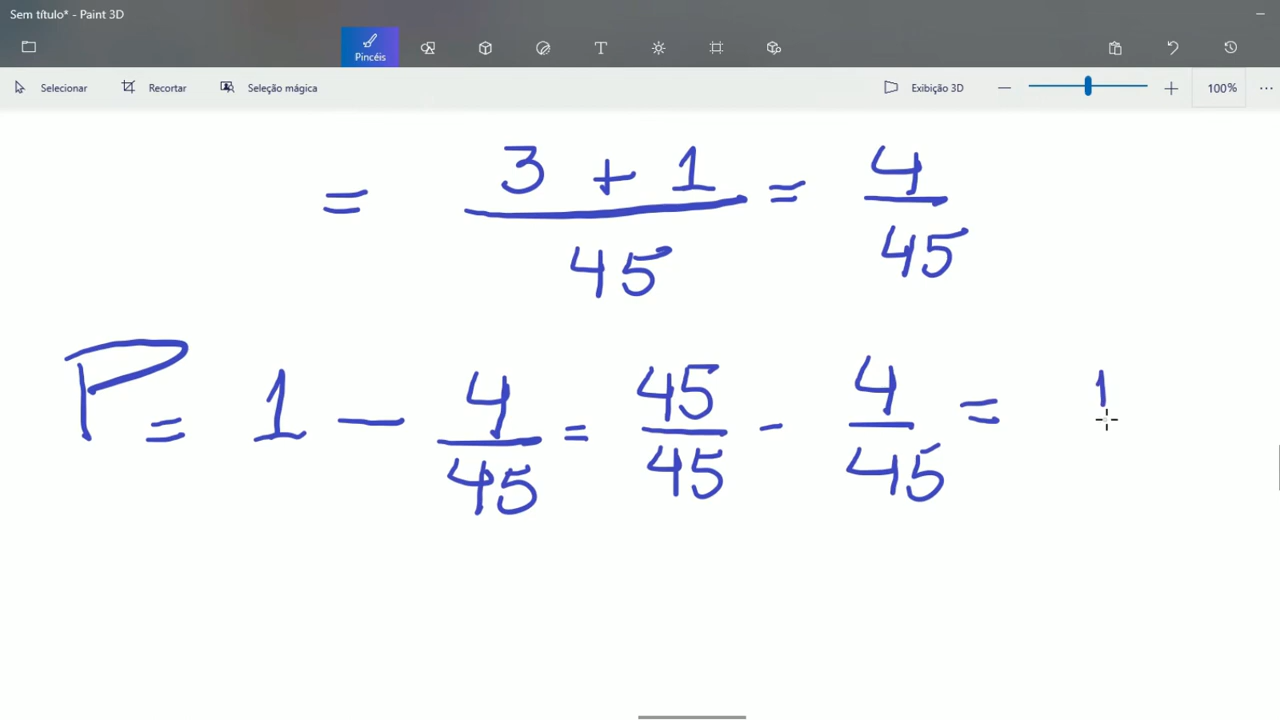 Sem título* - Paint 3D
Pincéis
Selecionar Recortar Seleção mágica Exibição 3D 100%
= (3 + 1)/45 = 4/45
P = 1 - 4/45 = 45/45 - 4/45 =